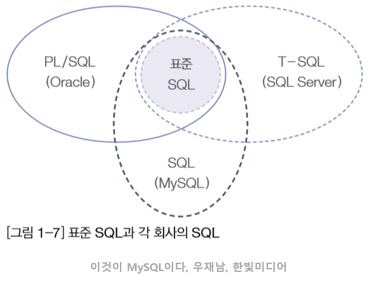 PL/SQL
(Oracle)
표준
SQL
T-SQL
(SQL Server)
SQL
(MySQL)
[그림 1-7] 표준 SQL과 각 회사의 SQL
이것이 MySQL이다, 우재남, 한빛미디어